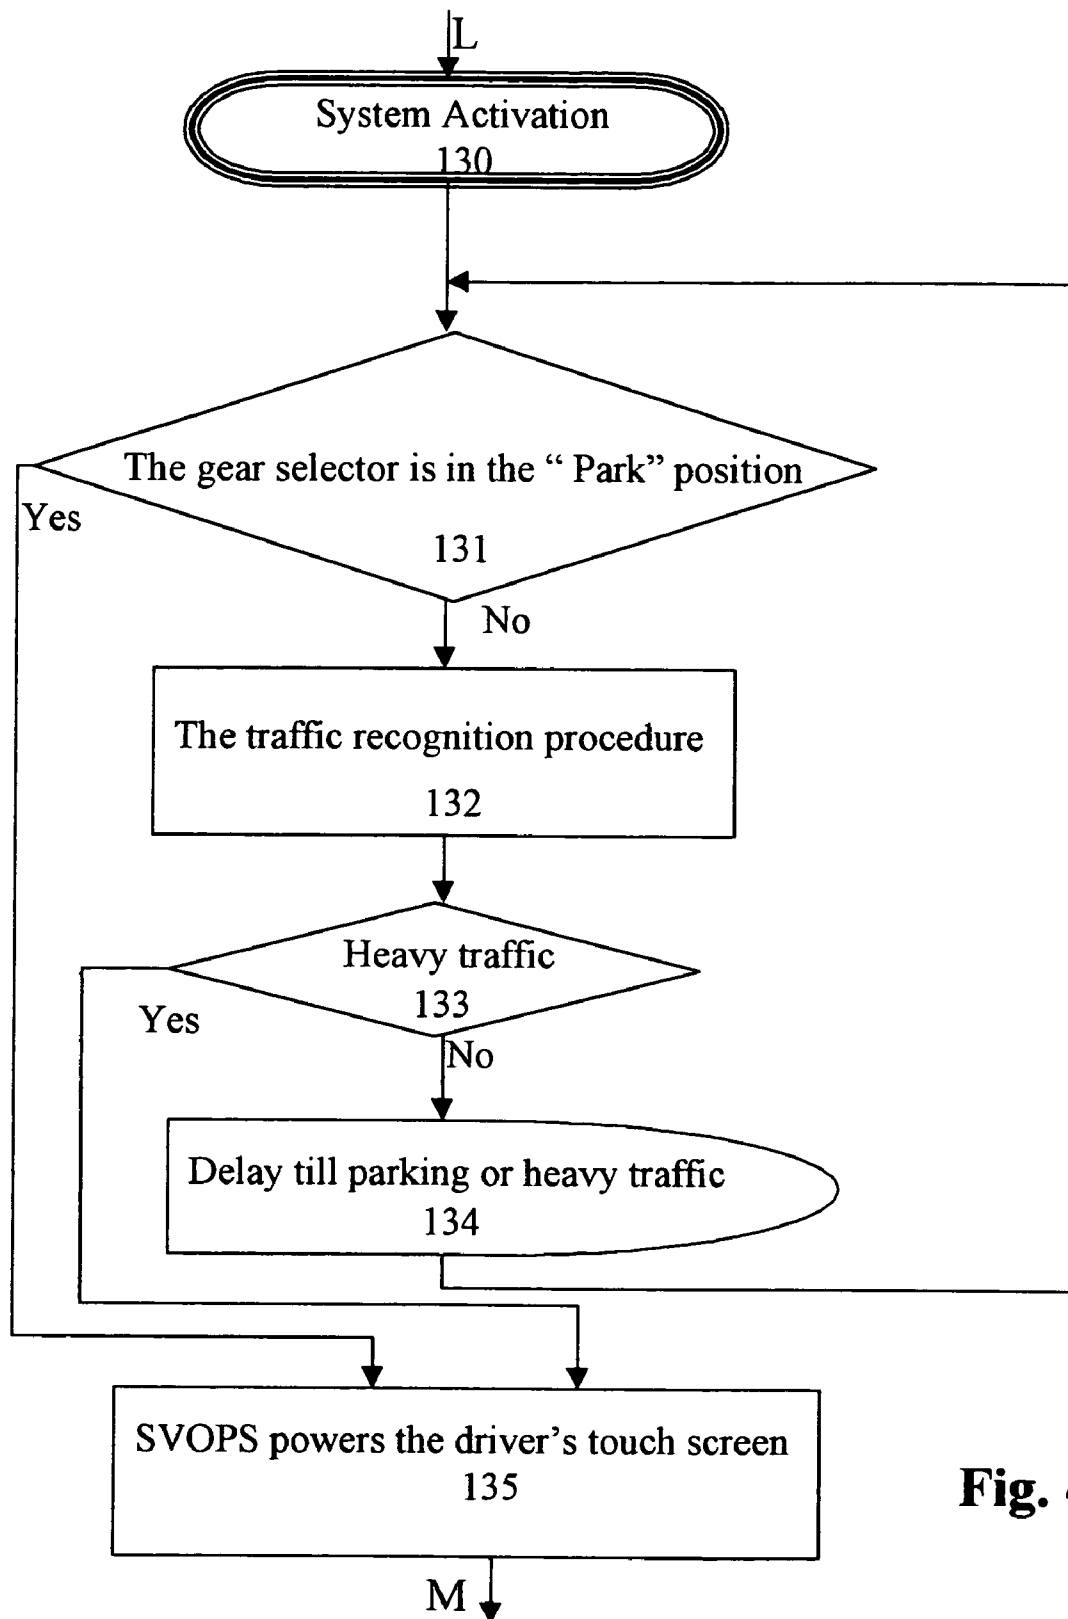 L
System Activation
130
The gear selector is in the “ Park” position
Yes
131
No
The traffic recognition procedure
132
Heavy traffic
133
Yes
No
Delay till parking or heavy traffic
134
SVOPS powers the driver’s touch screen
135
Fig.
M